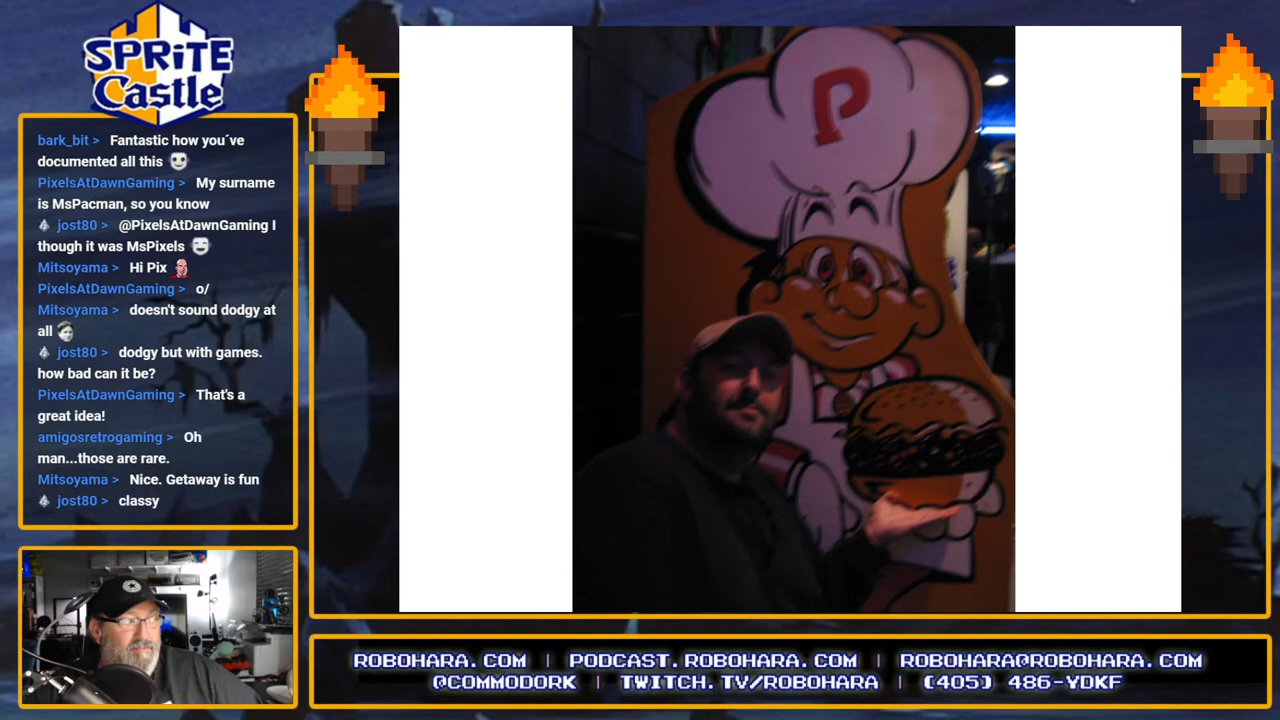 SPRITE
Castle
bark_bit > Fantastic how you´ve
documented all this
PixelsAtDawnGaming > My surname
is MsPacman, so you know
jost80 > @PixelsAtDawnGaming I
though it was MsPixels
Mitsoyama > Hi Pix
PixelsAtDawnGaming > o/
Mitsoyama > doesn't sound dodgy at
all
jost80 > dodgy but with games.
how bad can it be?
PixelsAtDawnGaming > That's a
great idea!
amigosretrogaming > Oh
man...those are rare.
Mitsoyama > Nice. Getaway is fun
jost80 > classy
P
ROBOHARA.COM | PODCAST.ROBOHARA.COM | ROBOHARA@ROBOHARA.COM
@COMMODORK | TWITCH.TV/ROBOHARA | (405) 486-YDKF